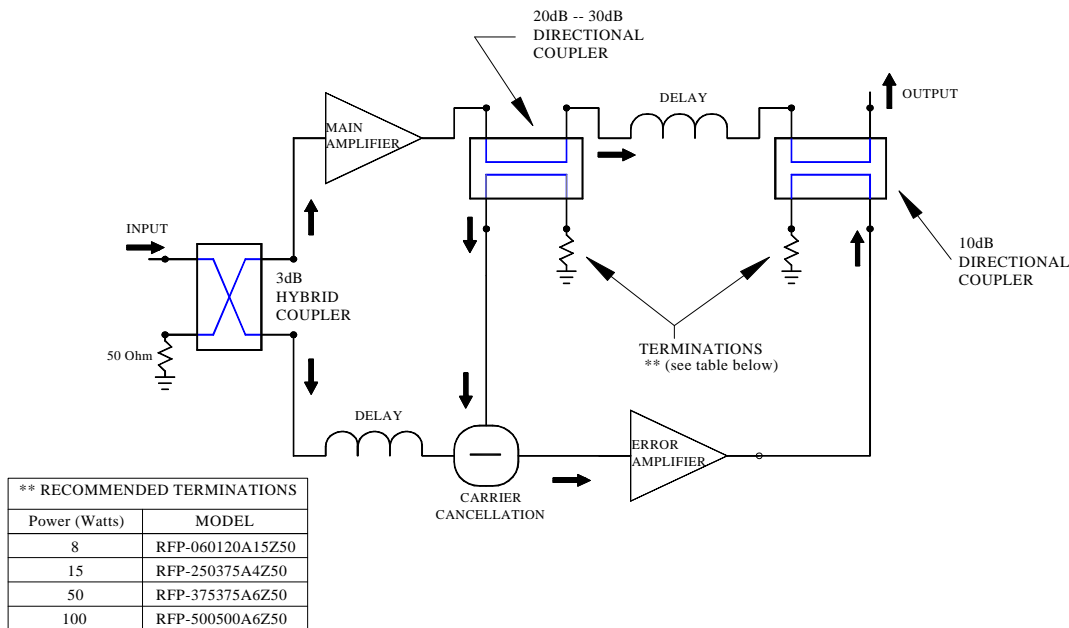 20dB -- 30dB
DIRECTIONAL
COUPLER
DELAY
OUTPUT
MAIN
AMPLIFIER
INPUT
3dB
HYBRID
COUPLER
10dB
DIRECTIONAL
COUPLER
50 Ohm
TERMINATIONS
** (see table below)
DELAY
ERROR
AMPLIFIER
CARRIER
CANCELLATION
** RECOMMENDED TERMINATIONS
Power (Watts) MODEL
8 RFP-060120A15Z50
15 RFP-250375A4Z50
50 RFP-375375A6Z50
100 RFP-500500A6Z50